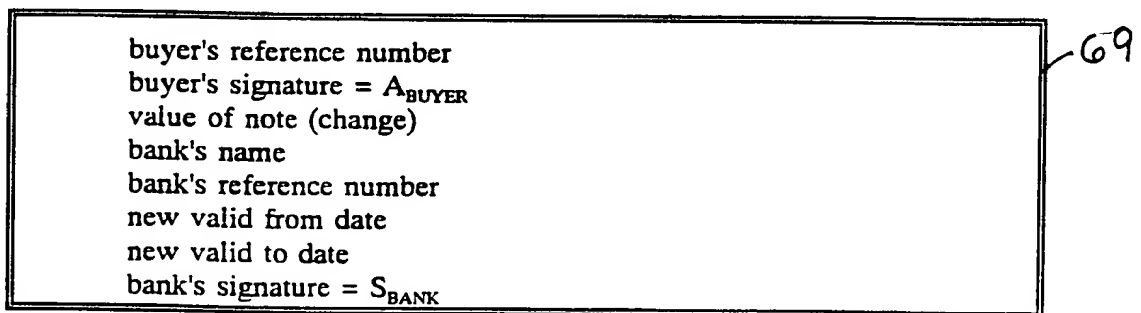 buyer's reference number
buyer's signature = A_BUYER
value of note (change)
bank's name
bank's reference number
new valid from date
new valid to date
bank's signature = S_BANK
69